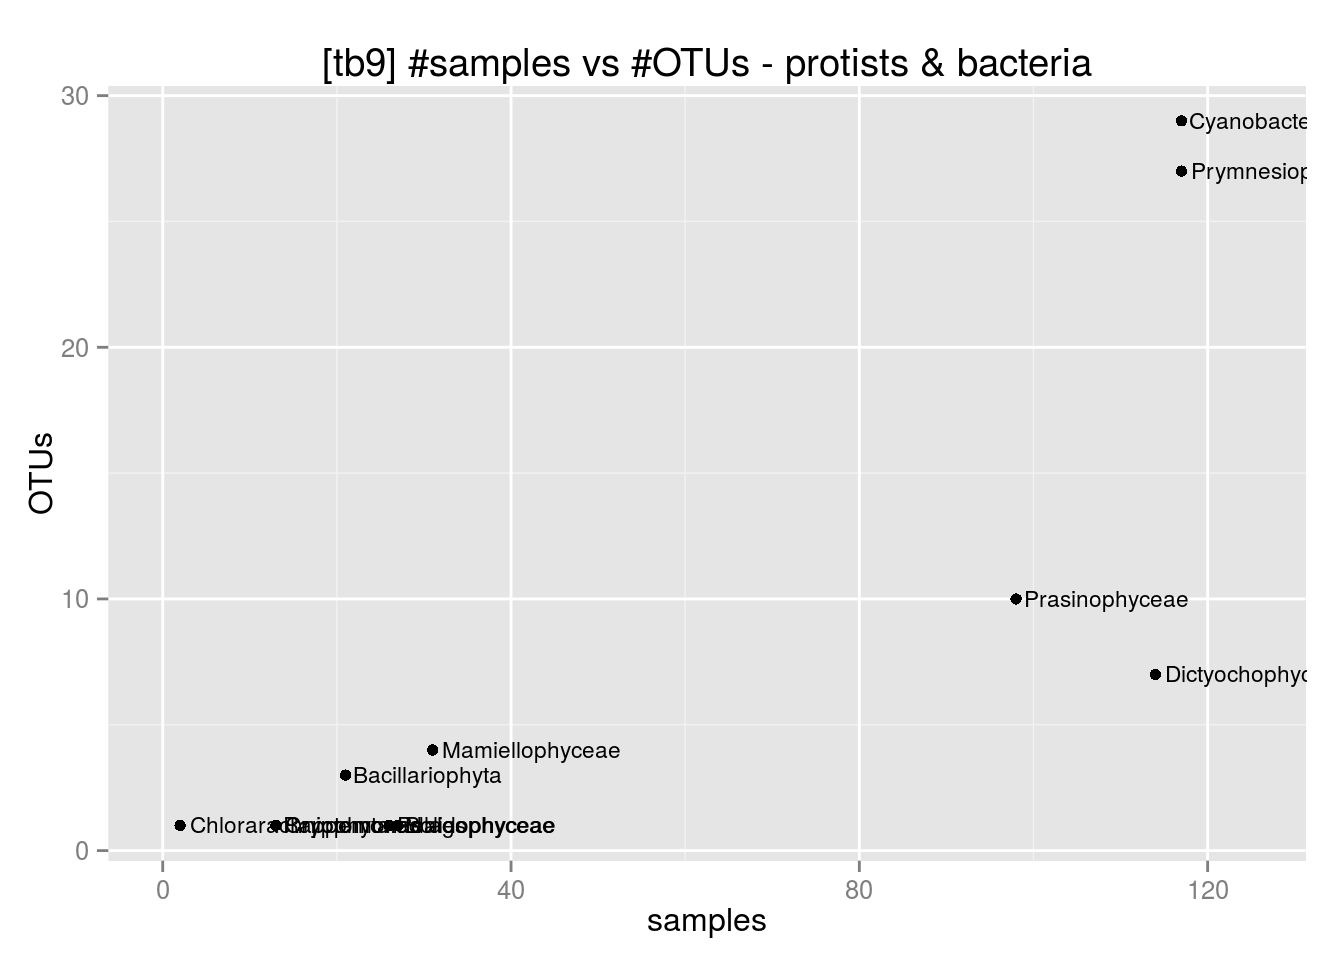 [tb9] #samples vs #OTUs - protists & bacteria
30
Cyanobacte
Prymnesiop
20
OTUs
10
Prasinophyceae
Dictyochophyc
Mamiellophyceae
Bacillariophyta
0
0 40 80 120
samples